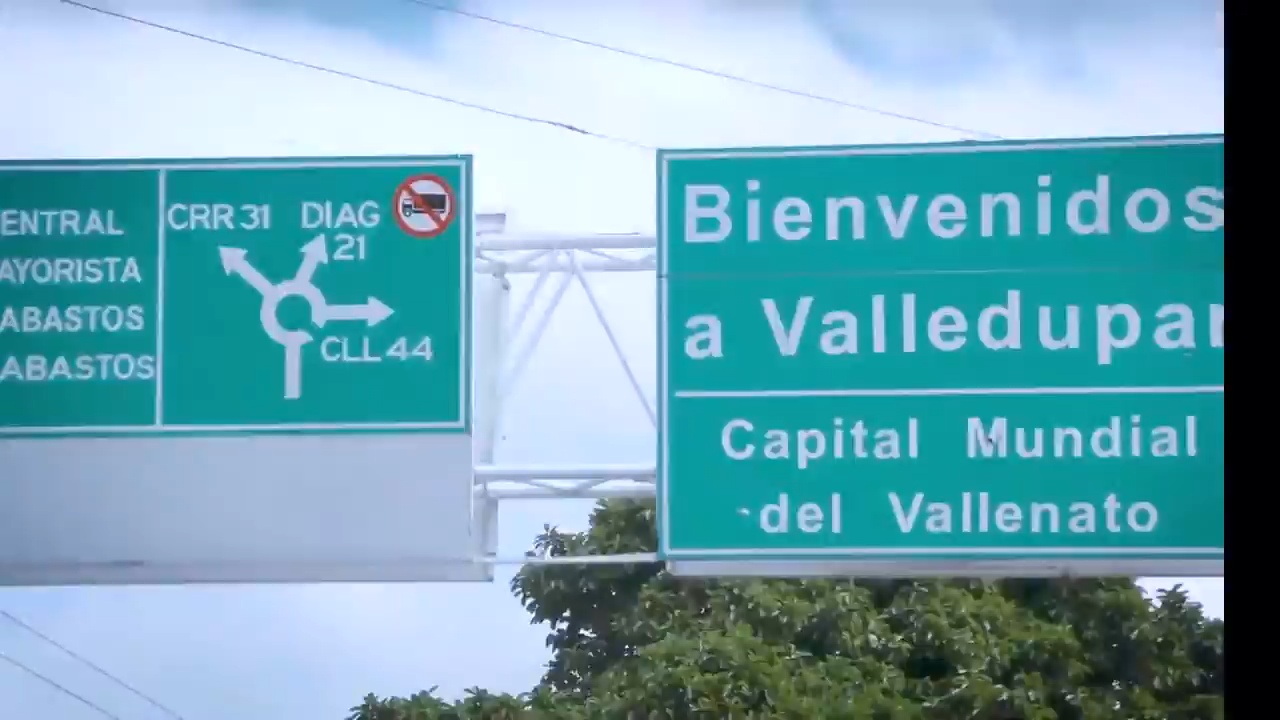 ENTRAL
AYORISTA
ABASTOS
ABASTOS
CRR 31 DIAG
21
CLL 44
Bienvenidos
a Valledupar
Capital Mundial
del Vallenato